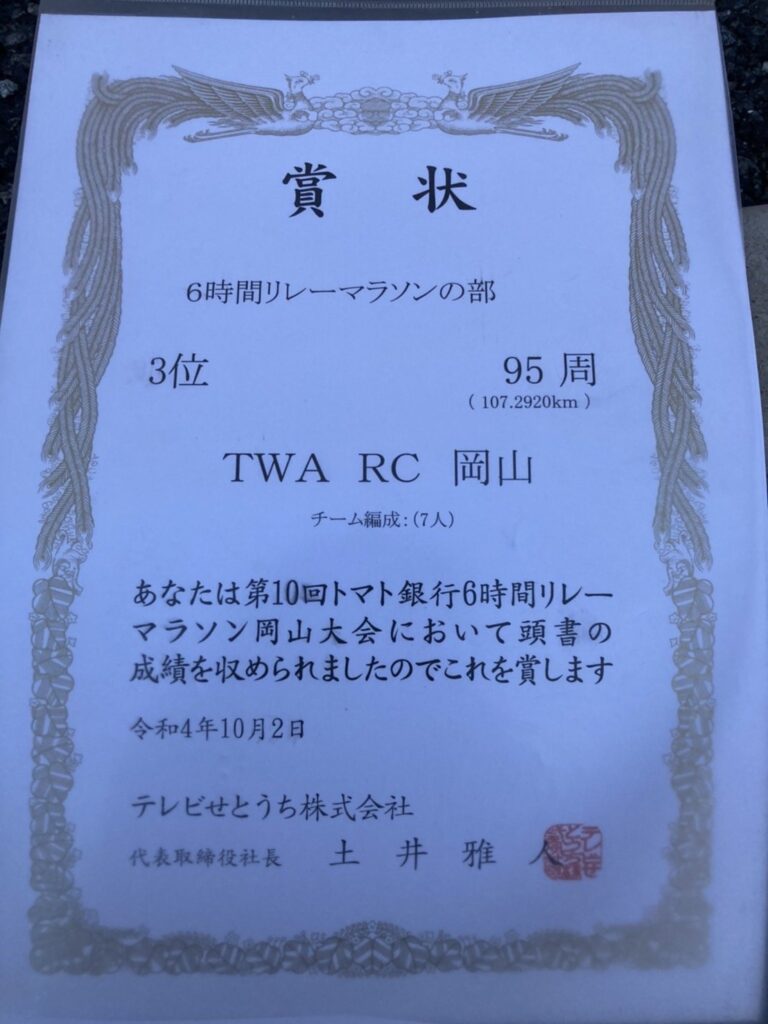 賞 状
6時間リレーマラソンの部
3位 95 周
( 107.2920km )
TWA RC 岡山
チーム編成:(7人)
あなたは第10回トマト銀行6時間リレー
マラソン岡山大会において頭書の
成績を収められましたのでこれを賞します
令和4年10月2日
テレビせとうち株式会社
代表取締役社長 土 井 雅 人